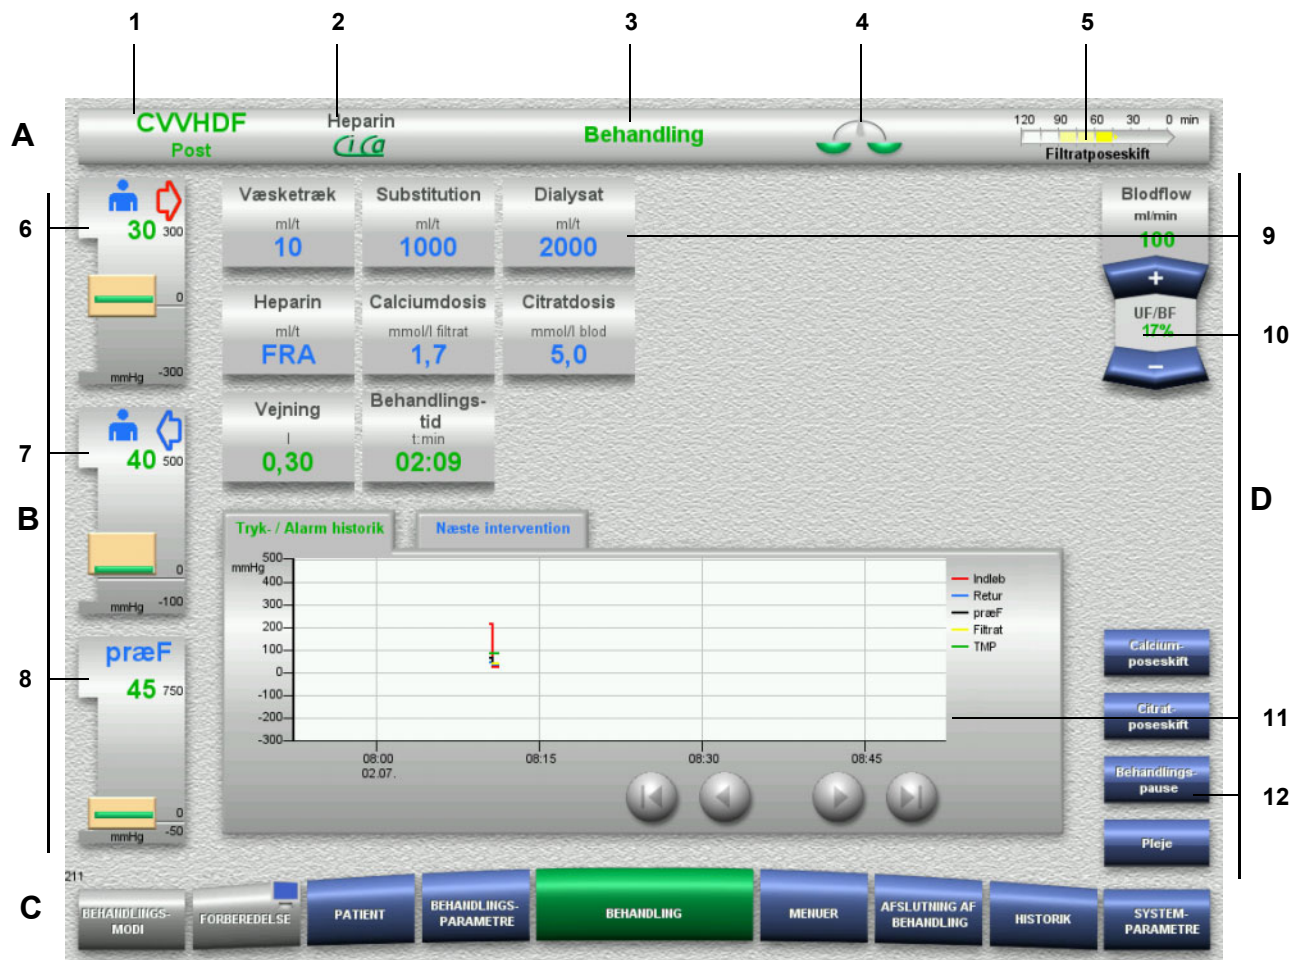 1 2 3 4 5
A
CVVHDF
Post
Heparin
CiCa
Behandling
120 90 60 30 0 min
Filtratposeskift
6
30 300
0
-300
mmHg
7
40 500
0
-100
mmHg
B
8
præF
45 750
0
-50
mmHg
Væsketræk
ml/t
10
Substitution
ml/t
1000
Dialysat
ml/t
2000
Heparin
ml/t
FRA
Calciumdosis
mmol/l filtrat
1,7
Citratdosis
mmol/l blod
5,0
Vejning
l
0,30
Behandlings-
tid
t:min
02:09
Tryk- / Alarm historik
Næste intervention
mmHg
500
400
300
200
100
0
-100
-200
-300
08:00
02.07.
08:15
08:30
08:45
Indløb
Retur
præF
Filtrat
TMP
Blodflow
ml/min
100
+
UF/BF
17%
−
9
10
D
11
12
Calcium-
poseskift
Citrat-
poseskift
Behandlings-
pause
Pleje
211
C
BEHANDLINGS-
MODI
FORBEREDELSE
PATIENT
BEHANDLINGS-
PARAMETRE
BEHANDLING
MENUER
AFSLUTNING AF
BEHANDLING
HISTORIK
SYSTEM-
PARAMETRE